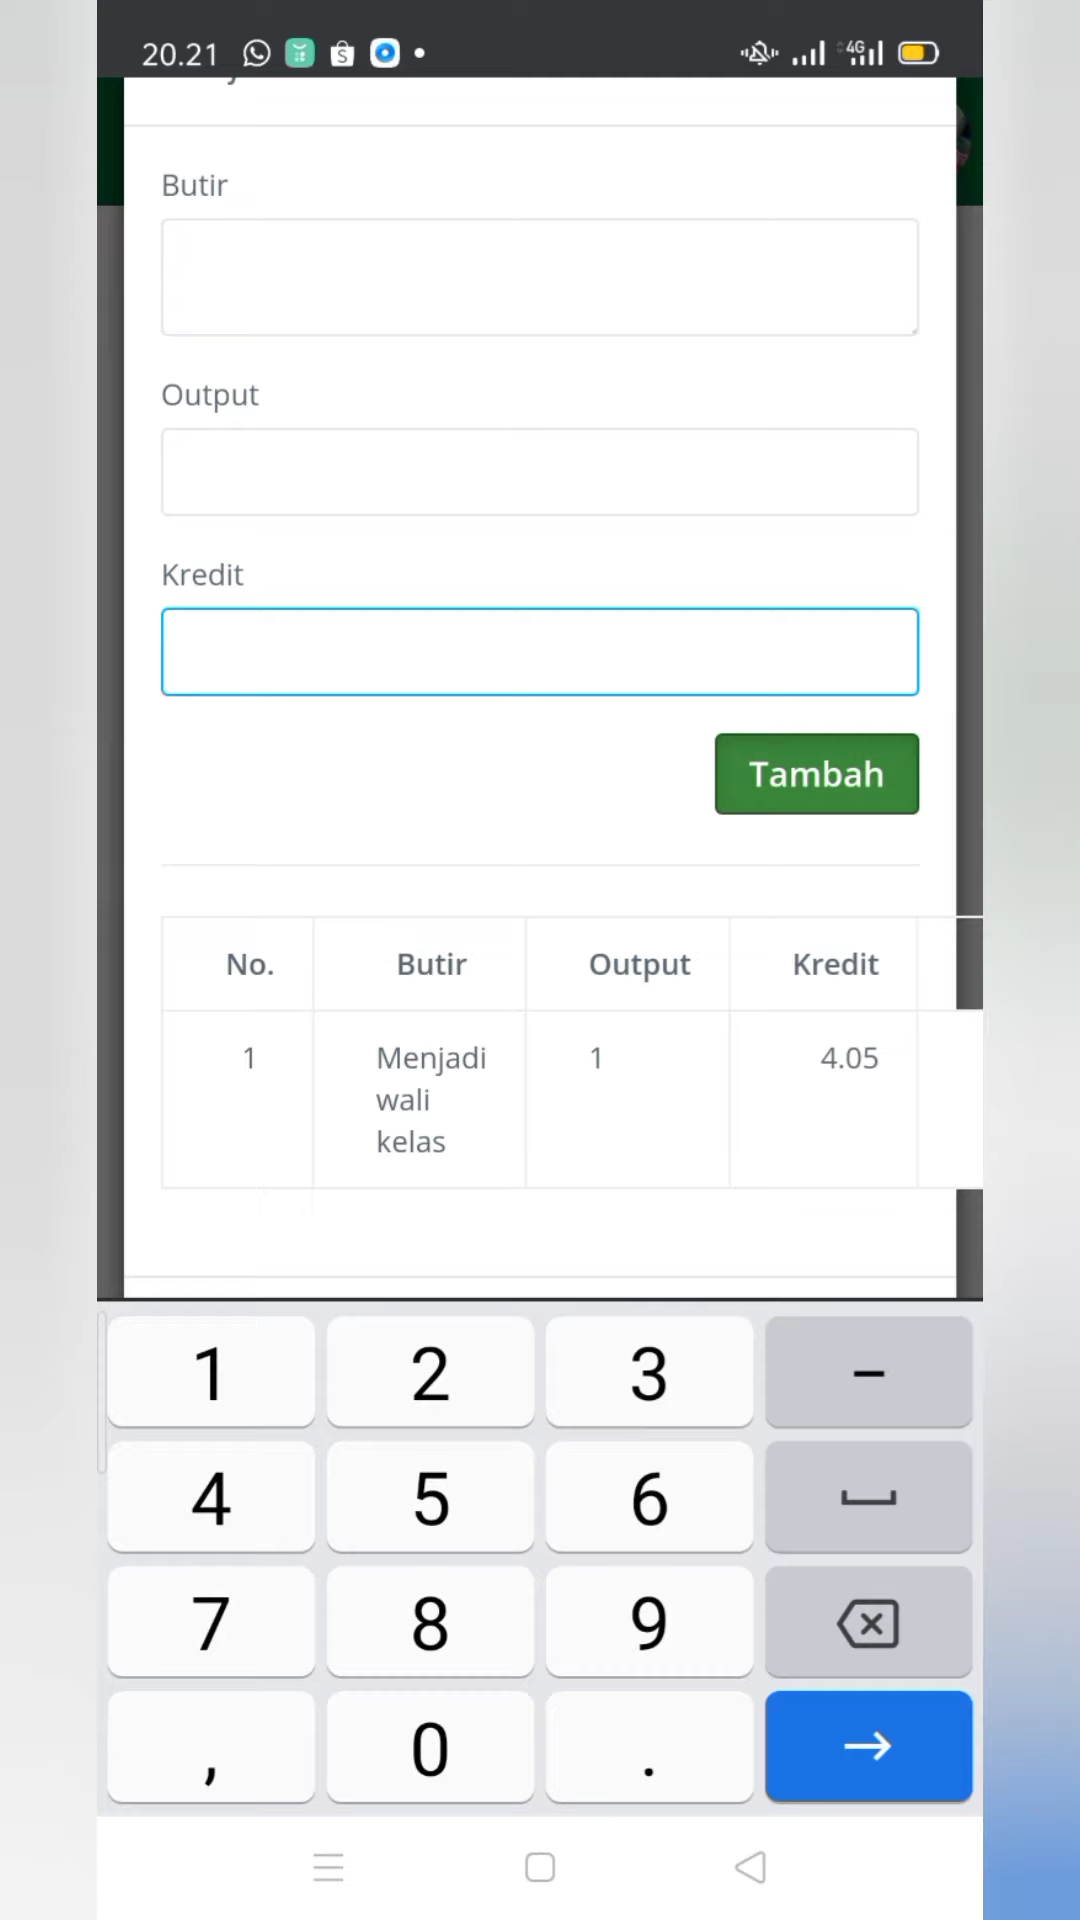 20.21
4G
Butir
Output
Kredit
Tambah
No. Butir Output Kredit
1 Menjadi wali kelas 1 4.05
1 2 3 –
4 5 6
7 8 9
, 0 .